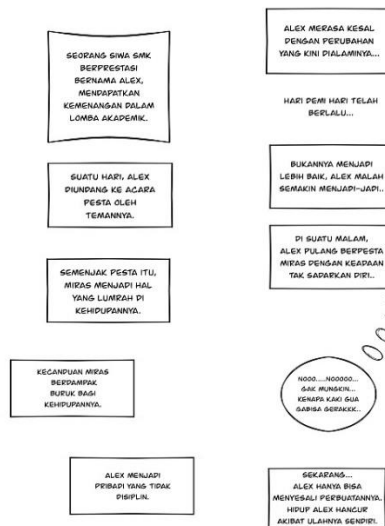 SEORANG SIWA SMK
BERPRESTASI
BERNAMA ALEX,
MENDAPATKAN
KEMENANGAN DALAM
LOMBA AKADEMIK.
SUATU HARI, ALEX
DIUNDANG KE ACARA
PESTA OLEH
TEMANNYA.
SEMENJAK PESTA ITU,
MIRAS MENJADI HAL
YANG LUMRAH DI
KEHIDUPANNYA.
KECANDUAN MIRAS
BERDAMPAK
BURUK BAGI
KEHIDUPANNYA.
ALEX MENJADI
PRIBADI YANG TIDAK
DISIPLIN.
ALEX MERASA KESAL
DENGAN PERUBAHAN
YANG KINI DIALAMINYA...
HARI DEMI HARI TELAH
BERLALU...
BUKANNYA MENJADI
LEBIH BAIK, ALEX MALAH
SEMAKIN MENJADI-JADI..
DI SUATU MALAM,
ALEX PULANG BERPESTA
MIRAS DENGAN KEADAAN
TAK SADARKAN DIRI..
NOOO.....NOOOOO...
GAK MUNGKIN...
KENAPA KAKI GUA
GABISA GERAKKK..
SEKARANG...
ALEX HANYA BISA
MENYESALI PERBUATANNYA.
HIDUP ALEX HANCUR
AKIBAT ULAHNYA SENDIRI.